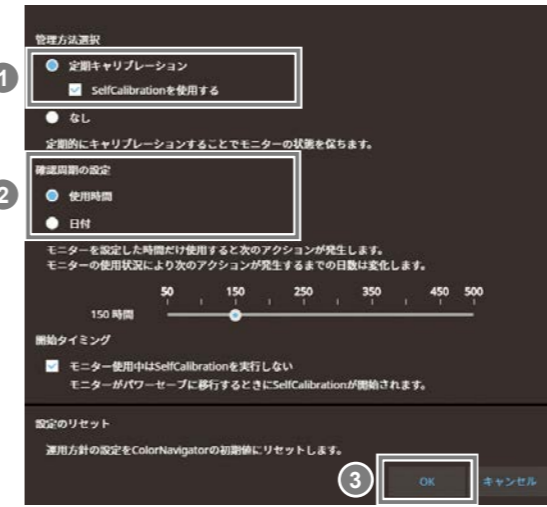 管理方法選択
1
定期キャリブレーション
SelfCalibrationを使用する
なし
定期的にキャリブレーションすることでモニターの状態を保ちます。
確認周期の設定
2
使用時間
日付
モニターを設定した時間だけ使用すると次のアクションが発生します。
モニターの使用状況により次のアクションが発生するまでの日数は変化します。
50 150 250 350 450 500
150 時間
開始タイミング
モニター使用中はSelfCalibrationを実行しない
モニターがパワーセーブに移行するときにSelfCalibrationが開始されます。
設定のリセット
運用方針の設定をColorNavigatorの初期値にリセットします。
3 OK キャンセル